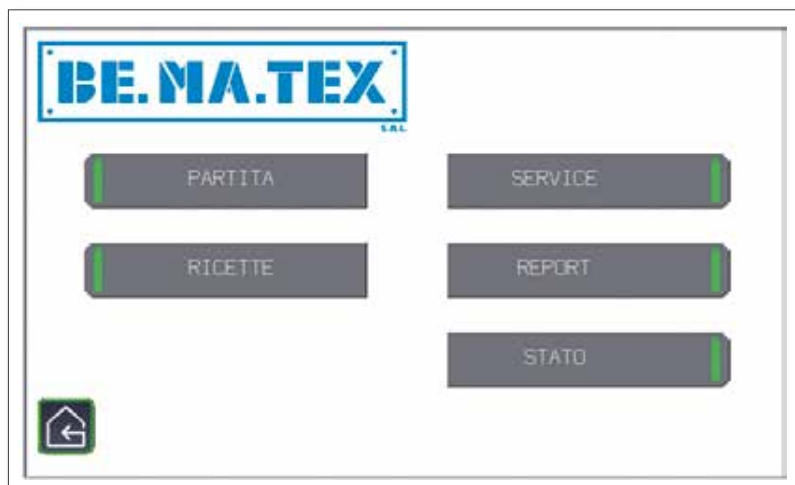 BE.MA.TEX
S.R.L.
PARTITA
SERVICE
RICETTE
REPORT
STATO